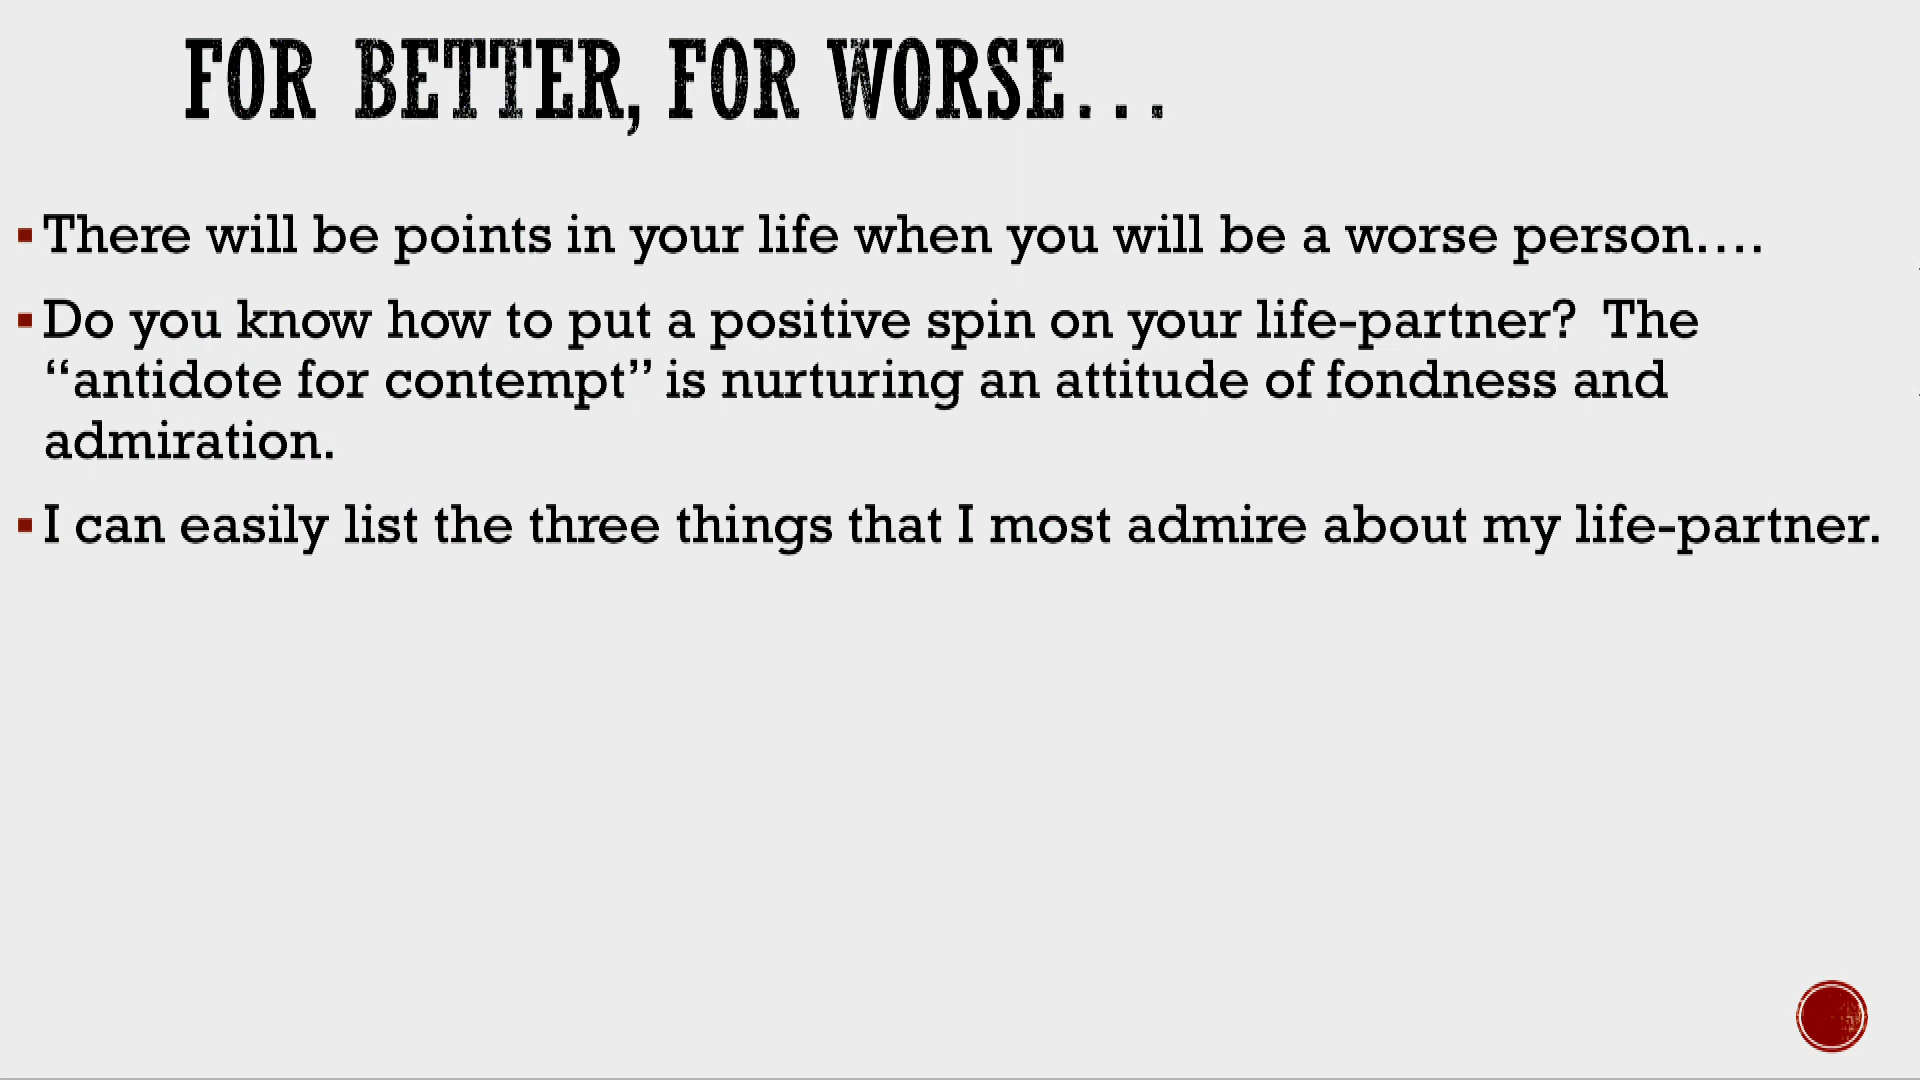 FOR BETTER, FOR WORSE...
▪There will be points in your life when you will be a worse person....
▪Do you know how to put a positive spin on your life-partner?  The
“antidote for contempt” is nurturing an attitude of fondness and
admiration.
▪I can easily list the three things that I most admire about my life-partner.